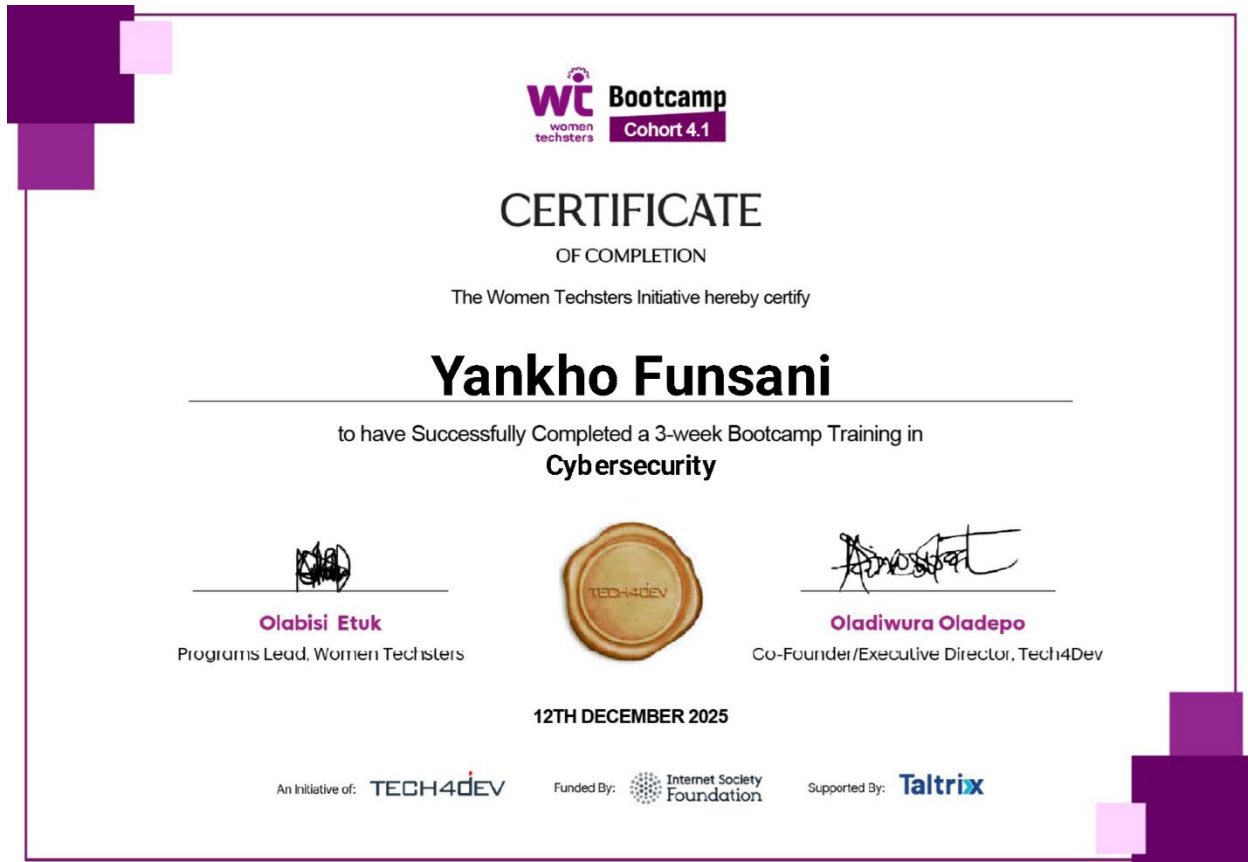 wt Bootcamp
women
techsters
Cohort 4.1
CERTIFICATE
OF COMPLETION
The Women Techsters Initiative hereby certify
Yankho Funsani
to have Successfully Completed a 3-week Bootcamp Training in
Cybersecurity
TECH4DEV
Olabisi Etuk
Programs Lead, Women Techsters
Oladiwura Oladepo
Co-Founder/Executive Director, Tech4Dev
12TH DECEMBER 2025
An Initiative of: TECH4DEV
Funded By: Internet Society
Foundation
Supported By: Taltrix